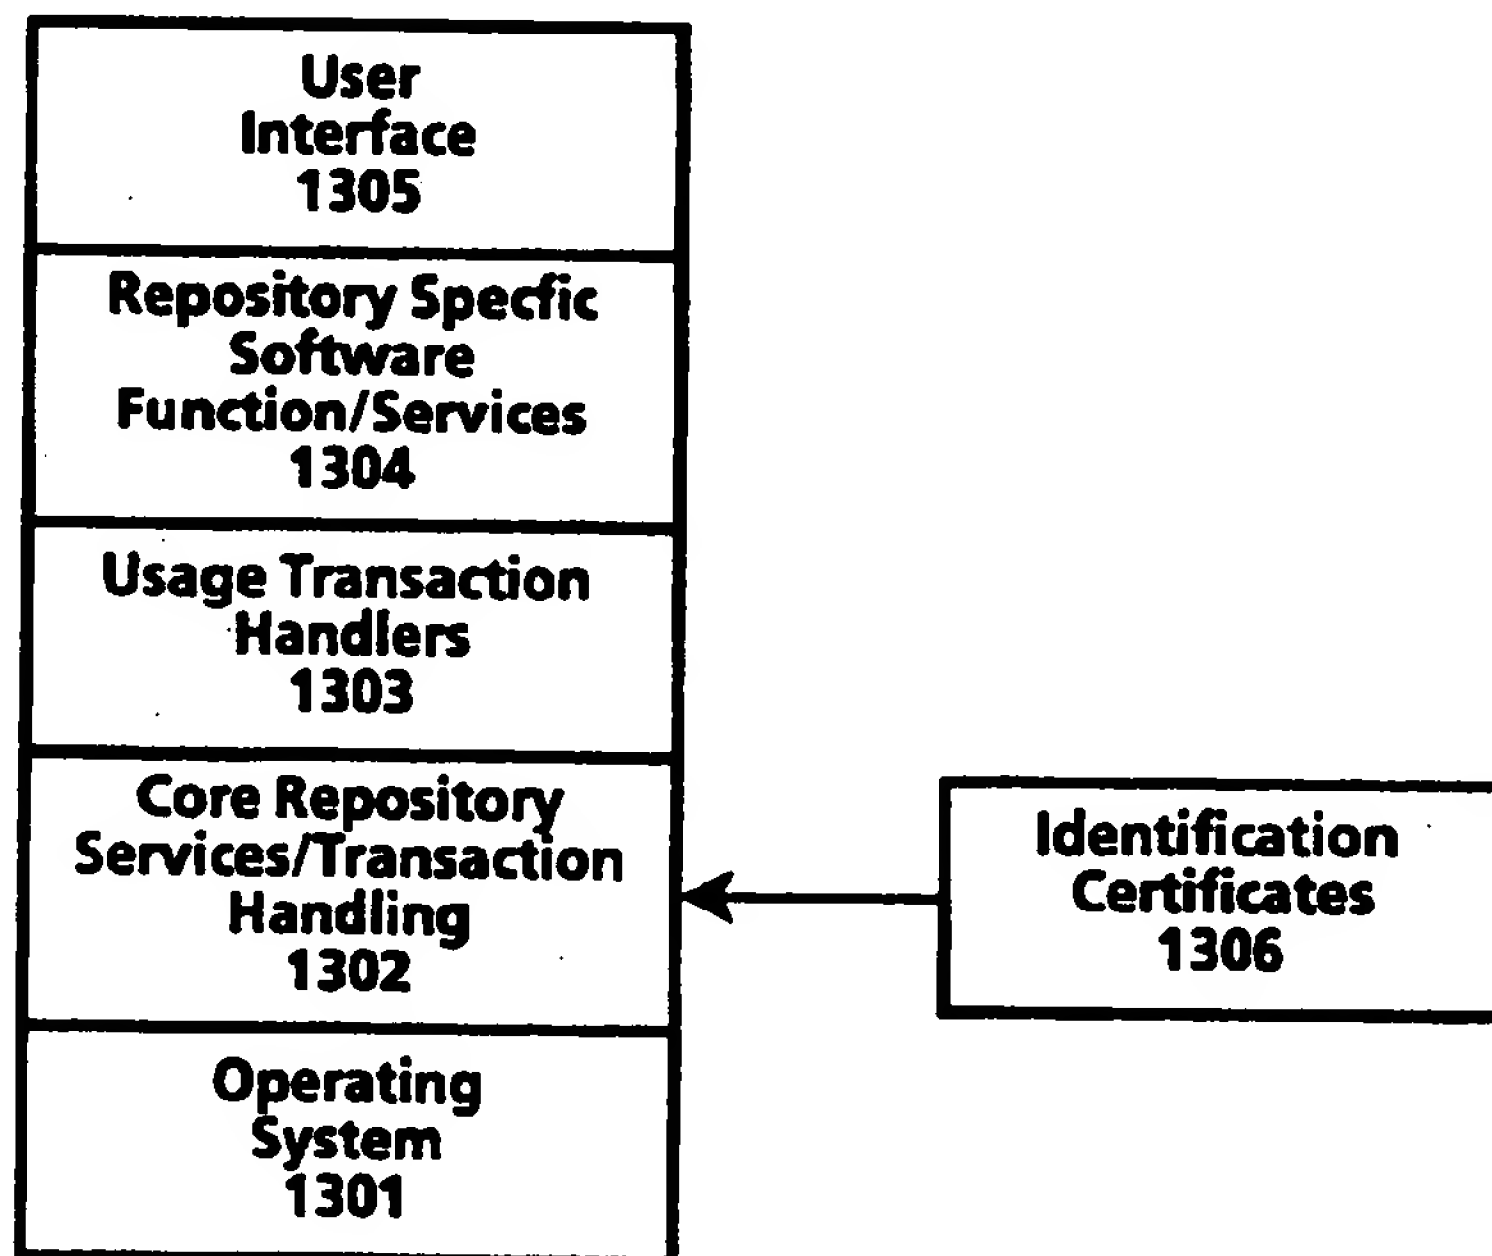 User
Interface
1305
Repository Specfic
Software
Function/Services
1304
Usage Transaction
Handlers
1303
Core Repository
Services/Transaction
Handling
1302
Operating
System
1301
Identification
Certificates
1306